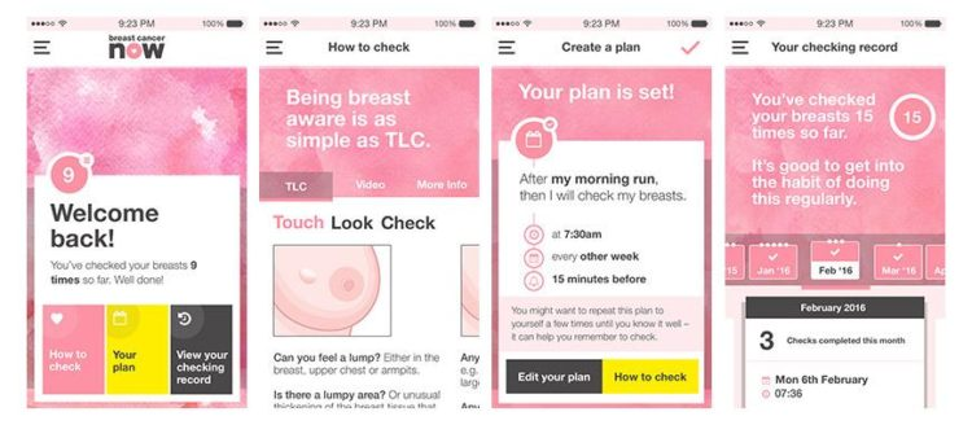 9:23 PM
100%
breast cancer
now
9
Welcome
back!
You've checked your breasts 9
times so far. Well done!
How to
check
Your
plan
View your
checking
record
9:23 PM
100%
How to check
Being breast
aware is as
simple as TLC.
TLC
Video
More Info
Touch Look Check
Can you feel a lump? Either in the
breast, upper chest or armpits.
Is there a lumpy area? Or unusual
thickening of the breast tissue that
Any
e.g.
larg
Any
9:23 PM
100%
Create a plan
Your plan is set!
After my morning run,
then I will check my breasts.
at 7:30am
every other week
15 minutes before
You might want to repeat this plan to
yourself a few times until you know it well –
it can help you remember to check.
Edit your plan
How to check
9:23 PM
100%
Your checking record
You've checked
your breasts 15
times so far.
15
It's good to get into
the habit of doing
this regularly.
'15
Jan '16
Feb '16
Mar '16
Ap
February 2016
3 Checks completed this month
Mon 6th February
07:36